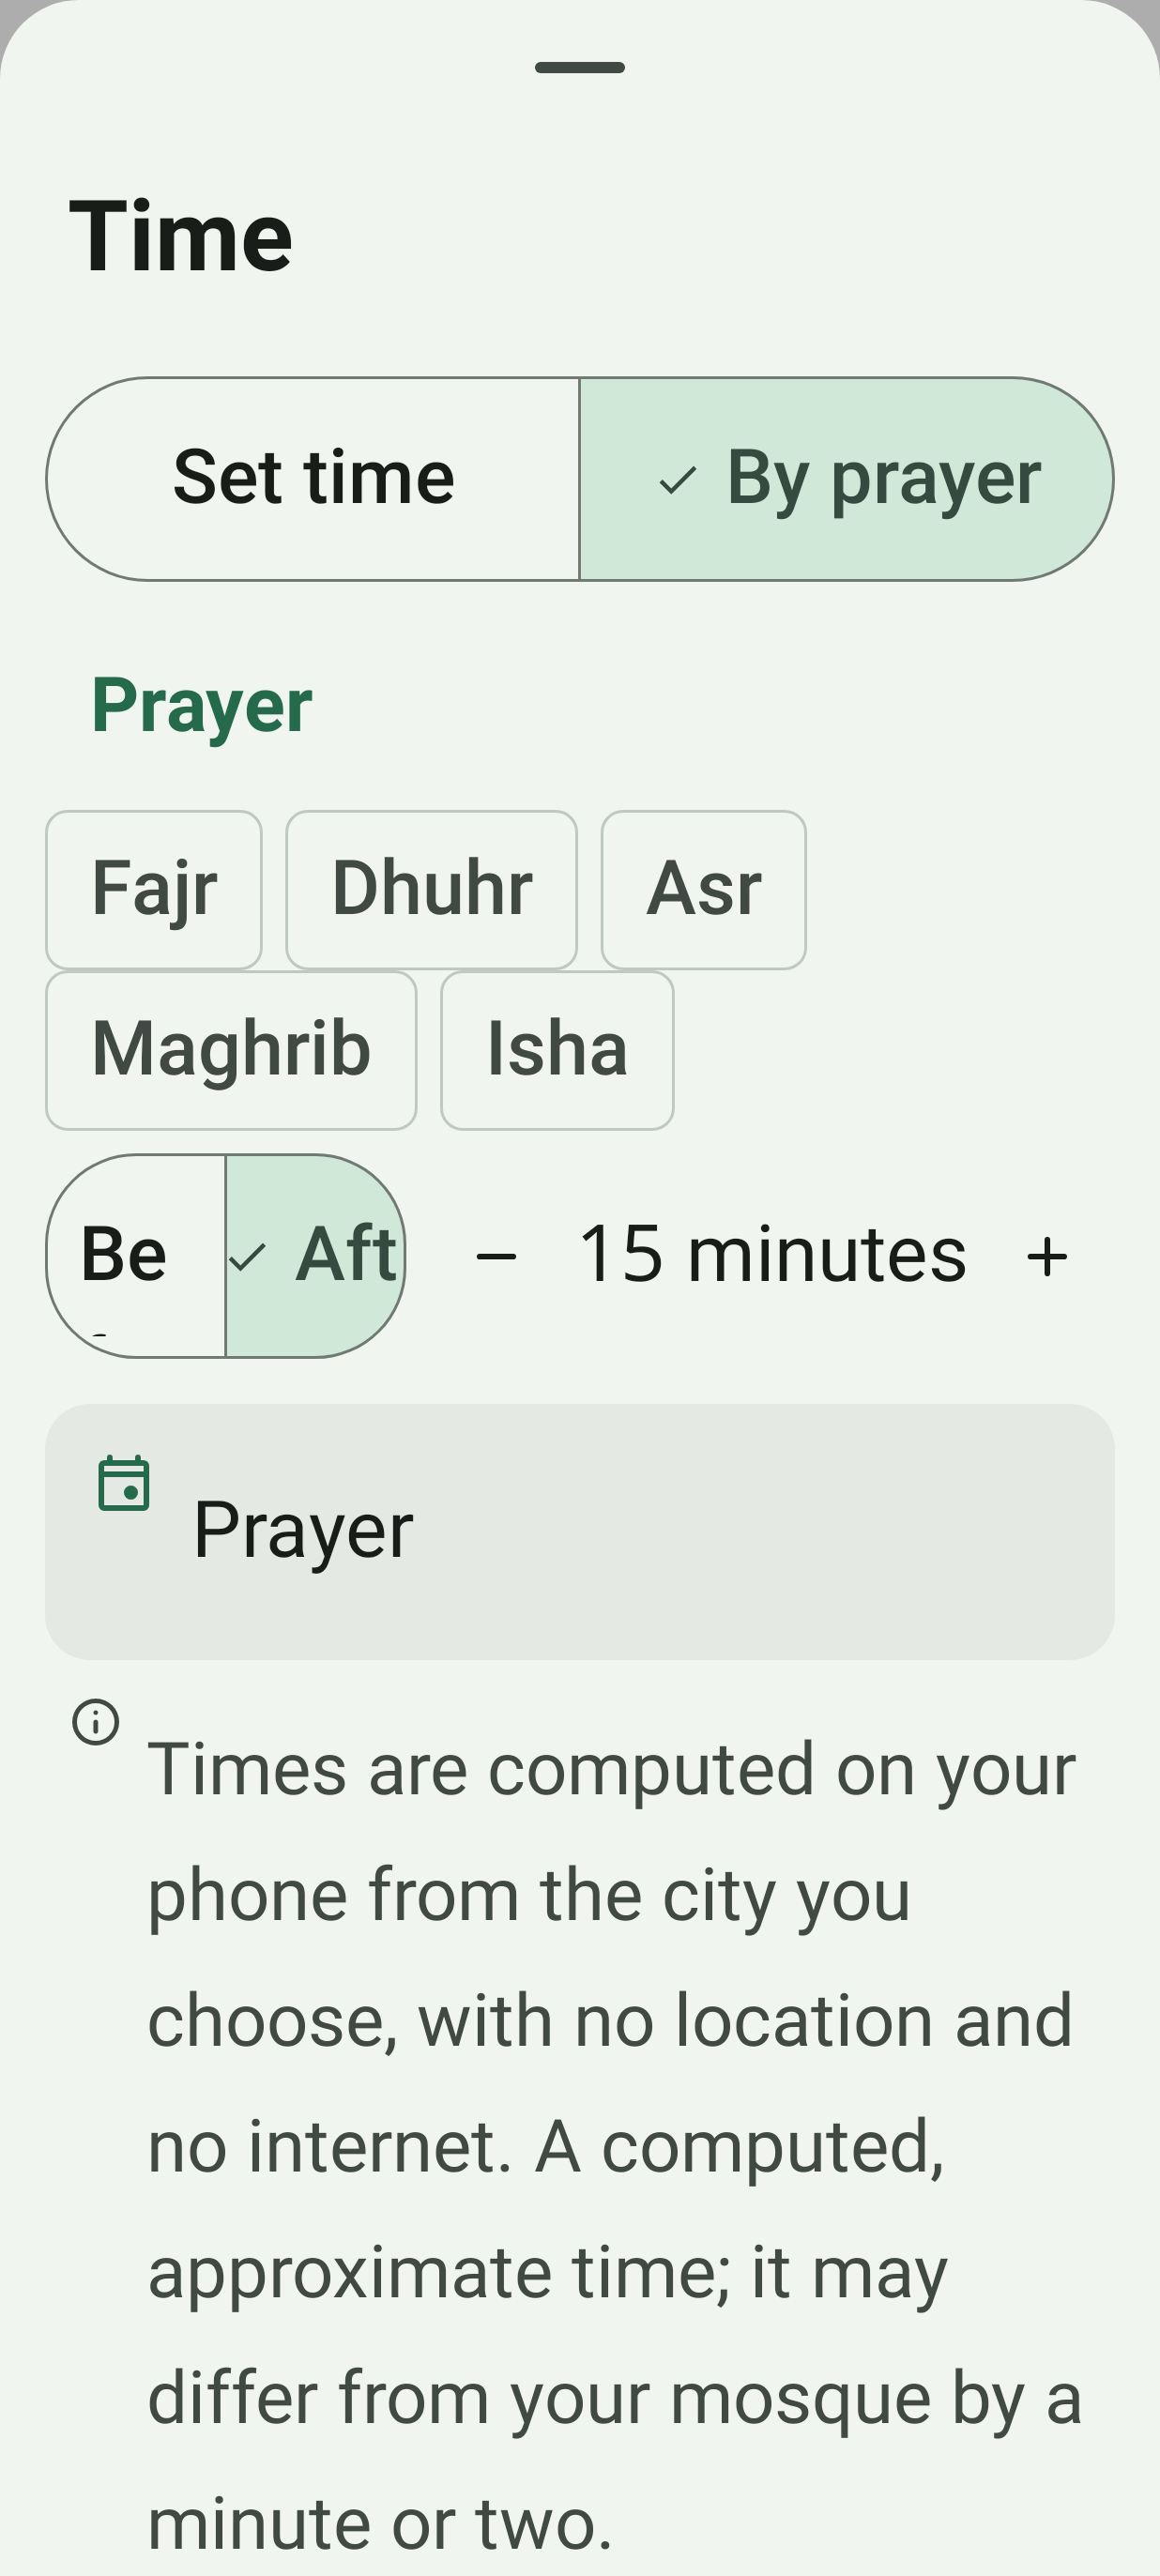 Time
Set time
By prayer
Prayer
Fajr
Dhuhr
Asr
Maghrib
Isha
Be
Aft
15 minutes
Prayer
Times are computed on your
phone from the city you
choose, with no location and
no internet. A computed,
approximate time; it may
differ from your mosque by a
minute or two.